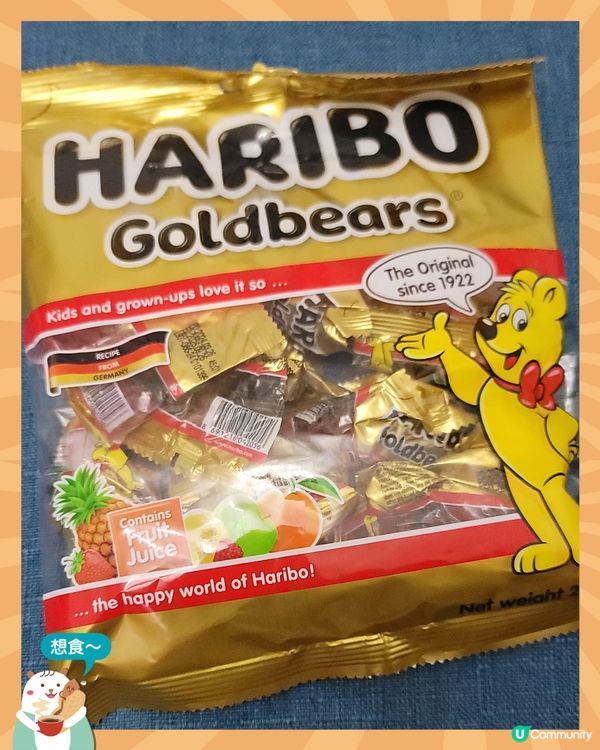 HARIBO
Goldbears®
Kids and grown-ups love it so ...
The Original
since 1922
RECIPE
FROM
GERMANY
Contains
Fruit
Juice
... the happy world of Haribo!
Net weight 2
想食～
U Community